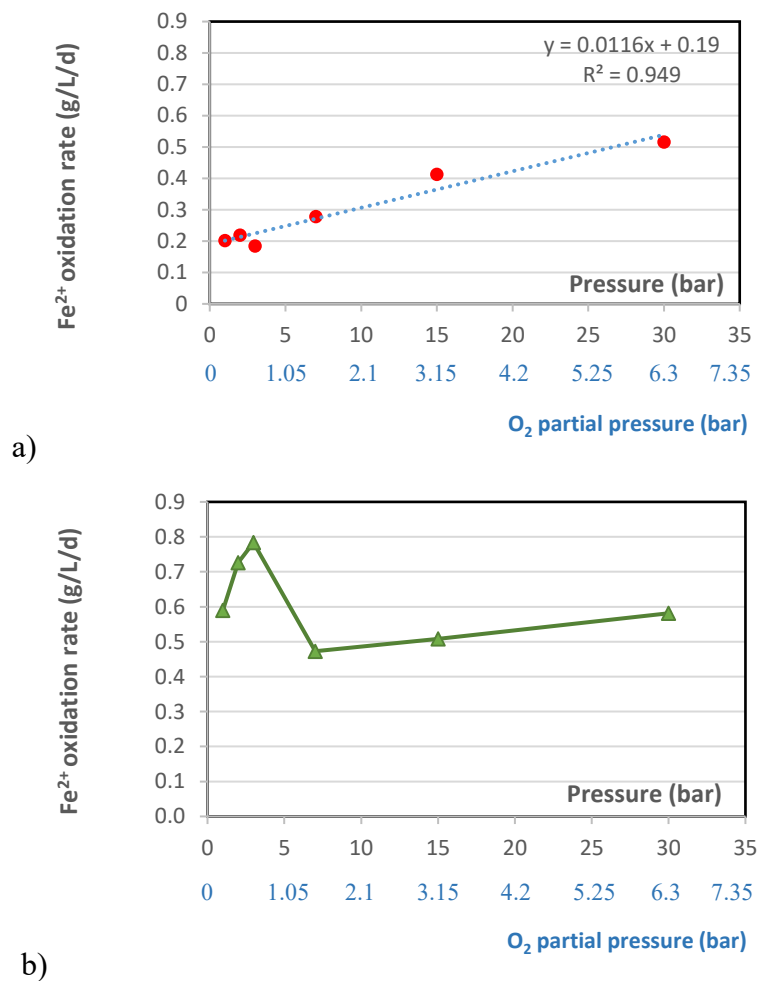 y = 0.0116x + 0.19
R² = 0.949
Fe²⁺ oxidation rate (g/L/d)
0.9
0.8
0.7
0.6
0.5
0.4
0.3
0.2
0.1
0
Pressure (bar)
0 5 10 15 20 25 30 35
0 1.05 2.1 3.15 4.2 5.25 6.3 7.35
O₂ partial pressure (bar)
a)
Fe²⁺ oxidation rate (g/L/d)
0.9
0.8
0.7
0.6
0.5
0.4
0.3
0.2
0.1
0.0
Pressure (bar)
0 5 10 15 20 25 30 35
0 1.05 2.1 3.15 4.2 5.25 6.3 7.35
O₂ partial pressure (bar)
b)